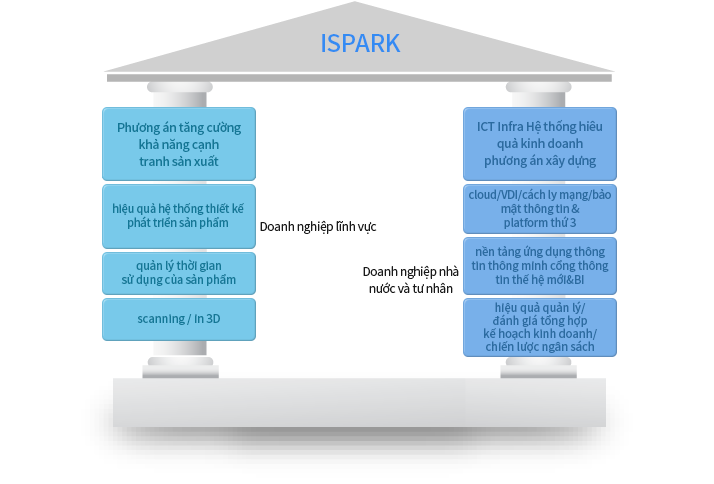 ISPARK
Phương án tăng cường
khả năng cạnh
tranh sản xuất
hiệu quả hệ thống thiết kế
phát triển sản phẩm
quản lý thời gian
sử dụng của sản phẩm
scanning / in 3D
Doanh nghiệp lĩnh vực
Doanh nghiệp nhà
nước và tư nhân
ICT Infra Hệ thống hiêu
quả kinh doanh
phương án xây dựng
cloud/VDI/cách ly mạng/bảo
mật thông tin &
platform thứ 3
nền tảng ứng dụng thông
tin thông minh cổng thông
tin thế hệ mới&BI
hiệu quả quản lý/
đánh giá tổng hợp
kế hoạch kinh doanh/
chiến lược ngân sách